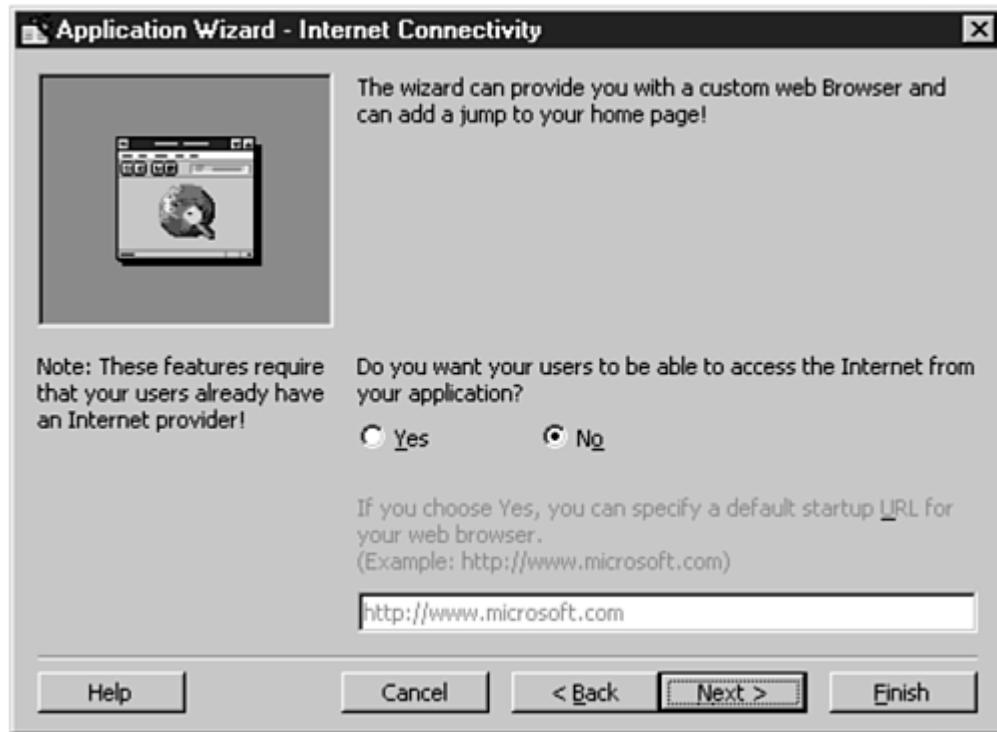 Application Wizard - Internet Connectivity
The wizard can provide you with a custom web Browser and
can add a jump to your home page!
Note: These features require
that your users already have
an Internet provider!
Do you want your users to be able to access the Internet from
your application?
Yes No
If you choose Yes, you can specify a default startup URL for
your web browser.
(Example: http://www.microsoft.com)
http://www.microsoft.com
Help Cancel < Back Next > Finish